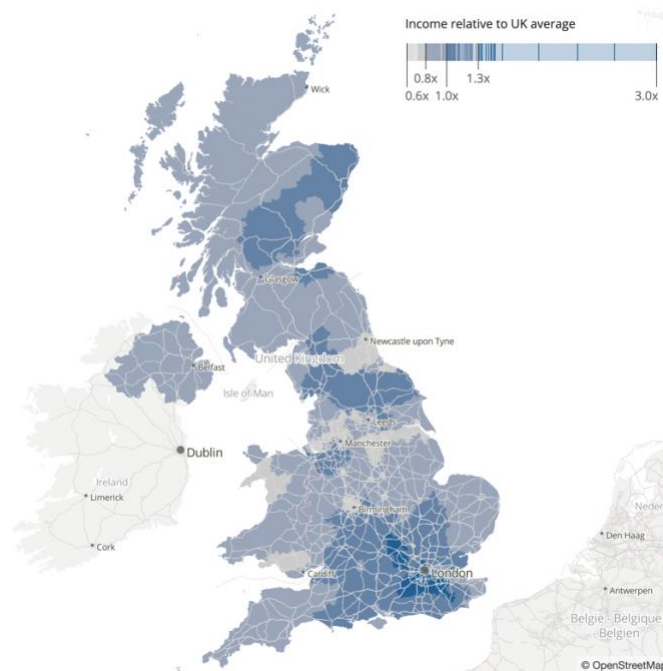 Income relative to UK average
0.8x
1.3x
0.6x
1.0x
3.0x
Wick
Glasgow
Newcastle upon Tyne
United Kingdom
Belfast
Isle of Man
Leeds
Manchester
Dublin
Ireland
Limerick
Cork
Birmingham
Den Haag
London
Cardiff
Antwerpen
België - Belgique
Belgien
© OpenStreetMap